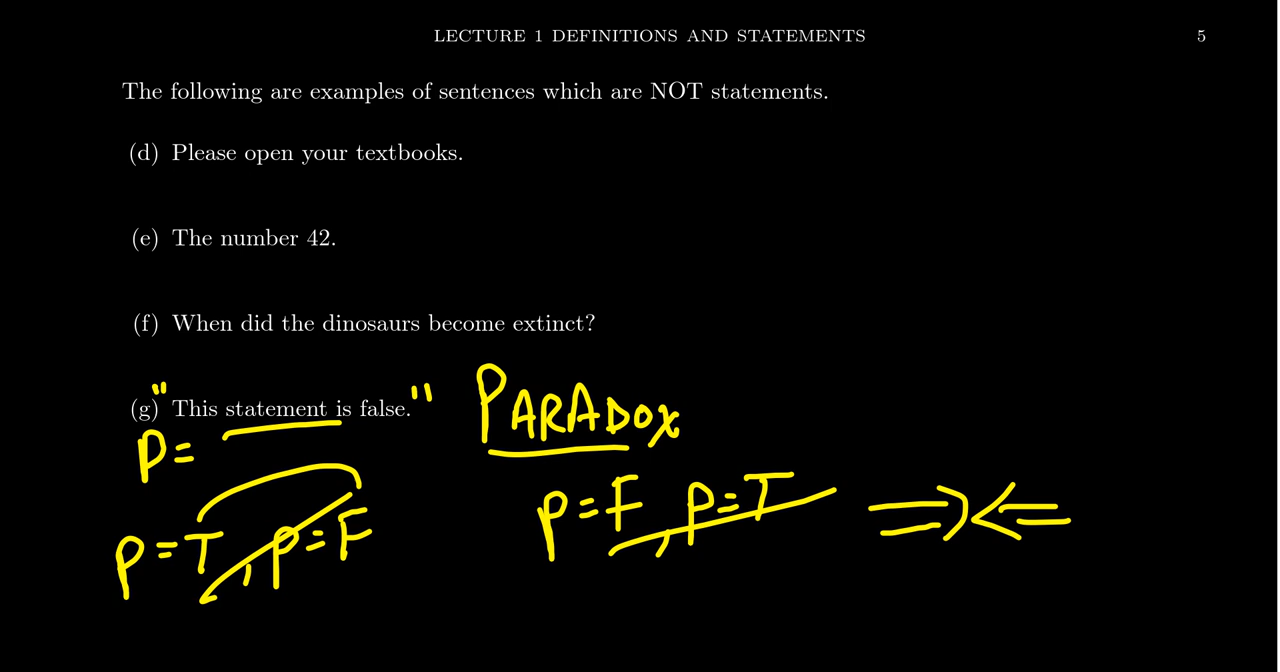 LECTURE 1 DEFINITIONS AND STATEMENTS 5
The following are examples of sentences which are NOT statements.
(d) Please open your textbooks.
(e) The number 42.
(f) When did the dinosaurs become extinct?
(g) "This statement is false." PARADOX
P =
P = T, P = F P = F, P = T ⇒⇐